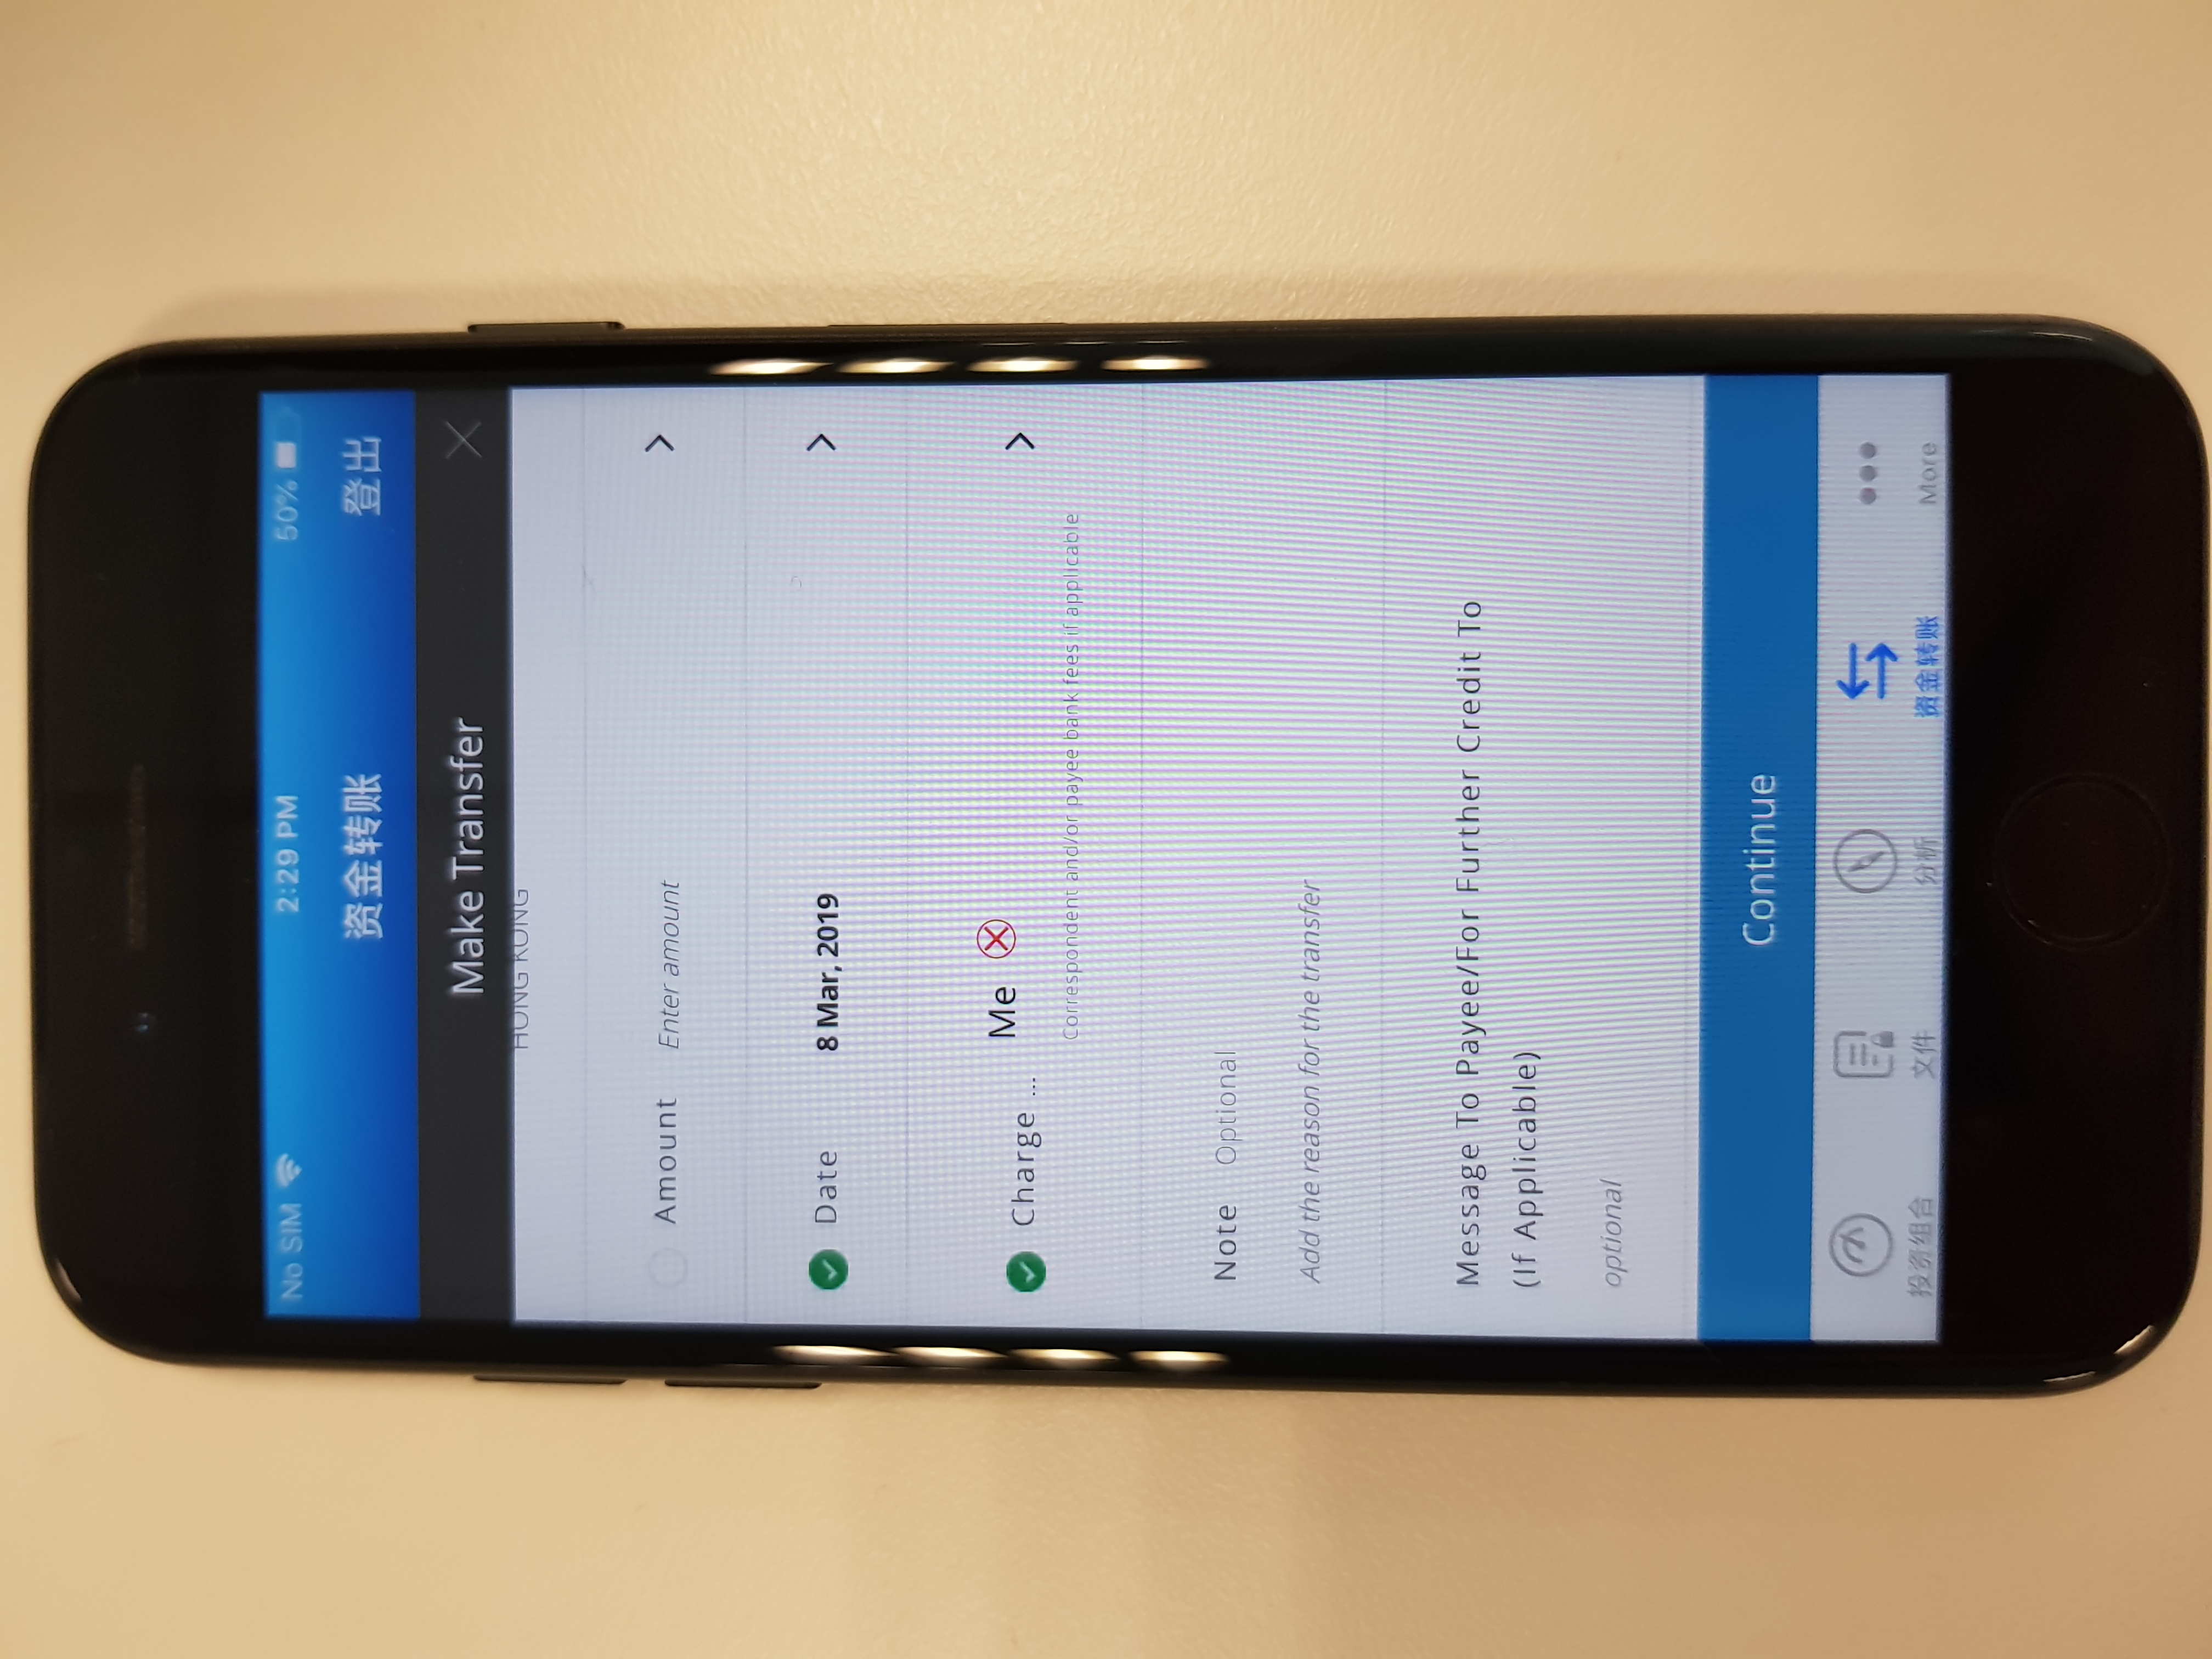 No SIM 2:29 PM 50%
资金转账 登出
Make Transfer
HONG KONG
Amount Enter amount
Date 8 Mar, 2019
Me
Charge ...
Correspondent and/or payee bank fees if applicable
Note Optional
Add the reason for the transfer
Message To Payee/For Further Credit To
(If Applicable)
optional
Continue
投资组合 文件 分析 资金转账 More